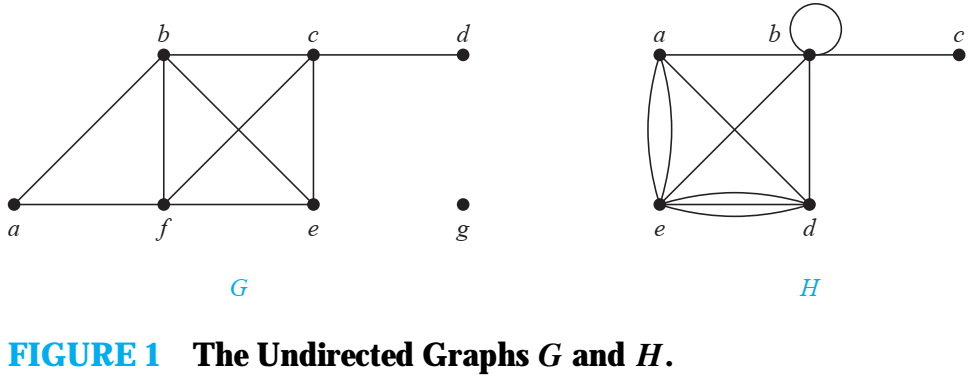 b c d a b c
a f e g e d
G H
FIGURE 1 The Undirected Graphs G and H.